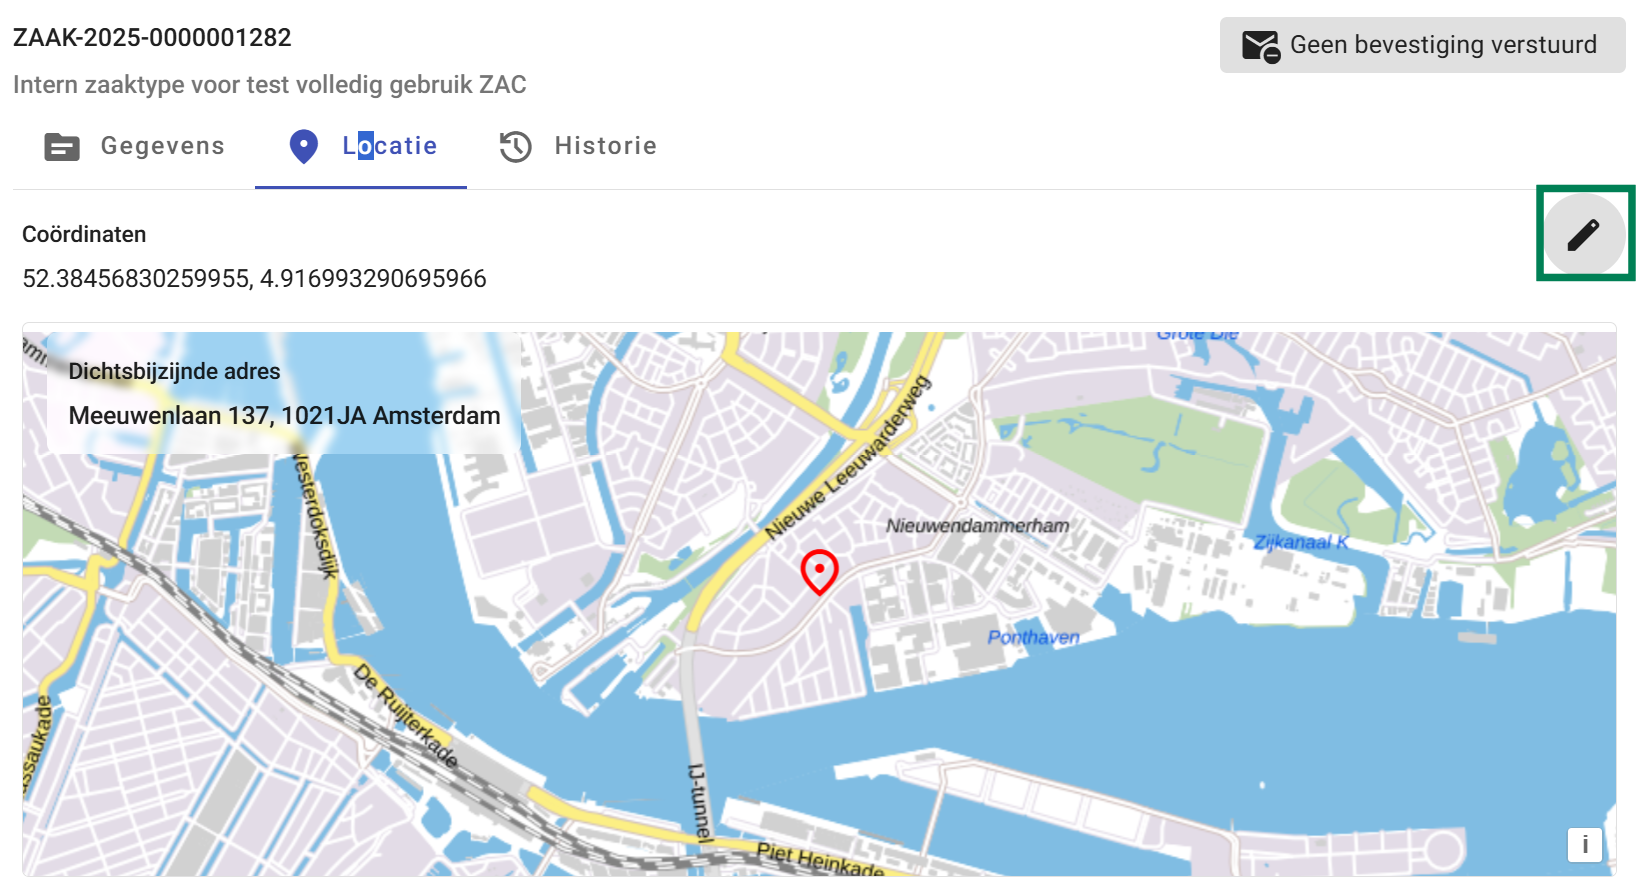 ZAAK-2025-0000001282
Geen bevestiging verstuurd
Intern zaaktype voor test volledig gebruik ZAC
Gegevens
Locatie
Historie
Coördinaten
52.38456830259955, 4.916993290695966
Grote Die
Dichtsbijzijnde adres
Meeuwenlaan 137, 1021JA Amsterdam
Nieuwe Leeuwarderweg
Westerdoksdijk
Nieuwendammerham
Zijkanaal K
Ponthaven
De Ruijterkade
ssaukade
IJ-tunnel
Piet Heinkade
i